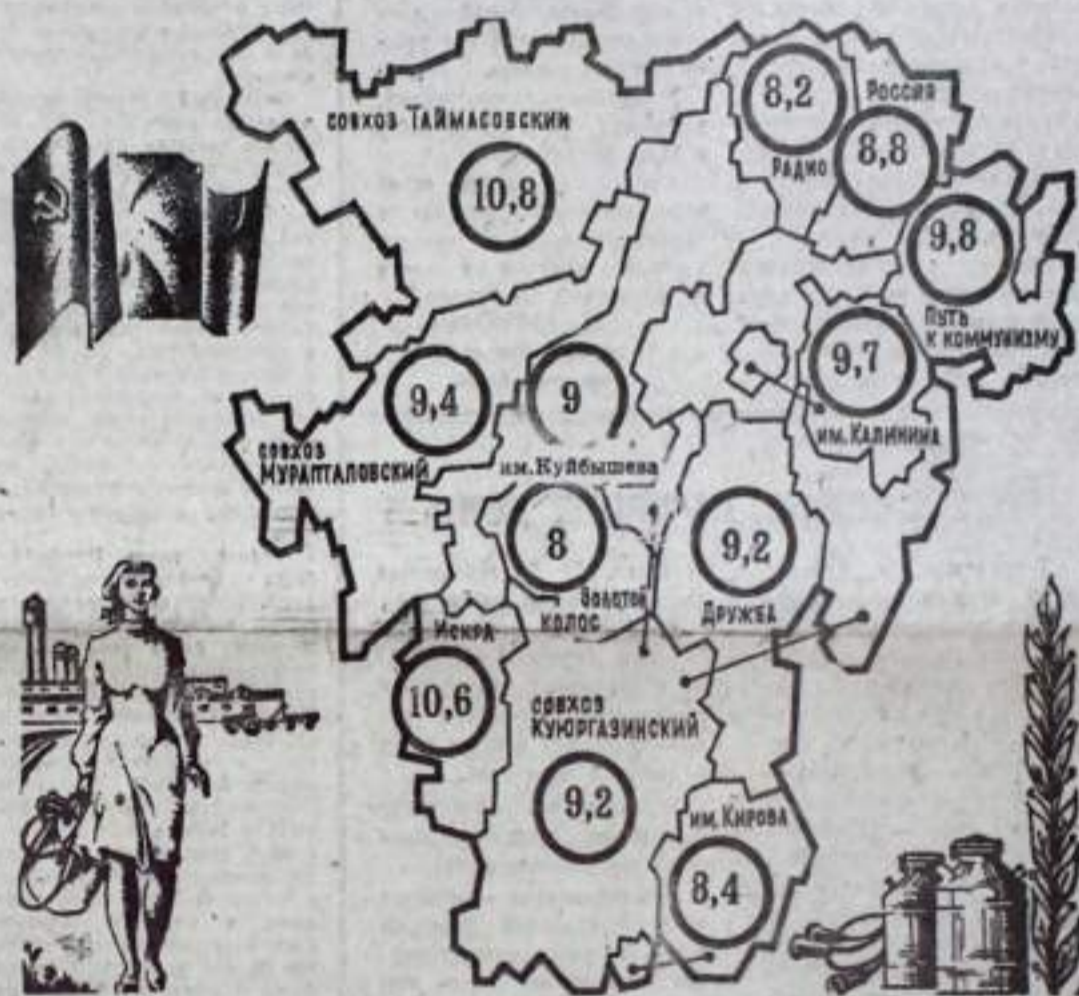 8,2
РОССИЯ
СОВХОЗ ТАЙМАСОВСКИЙ
8,8
РАДИО
10,8
9,8
ПУТЬ
К КОММУНИЗМУ
9,7
9,4
9
им. КАЛИНИНА
СОВХОЗ
МУРАПТАЛОВСКИЙ
им. Куйбышева
8
9,2
ЗОЛОТОЙ
КОЛОС
ДРУЖБА
ИСКРА
10,6
СОВХОЗ
КУЮРГАЗИНСКИЙ
9,2
им. КИРОВА
8,4